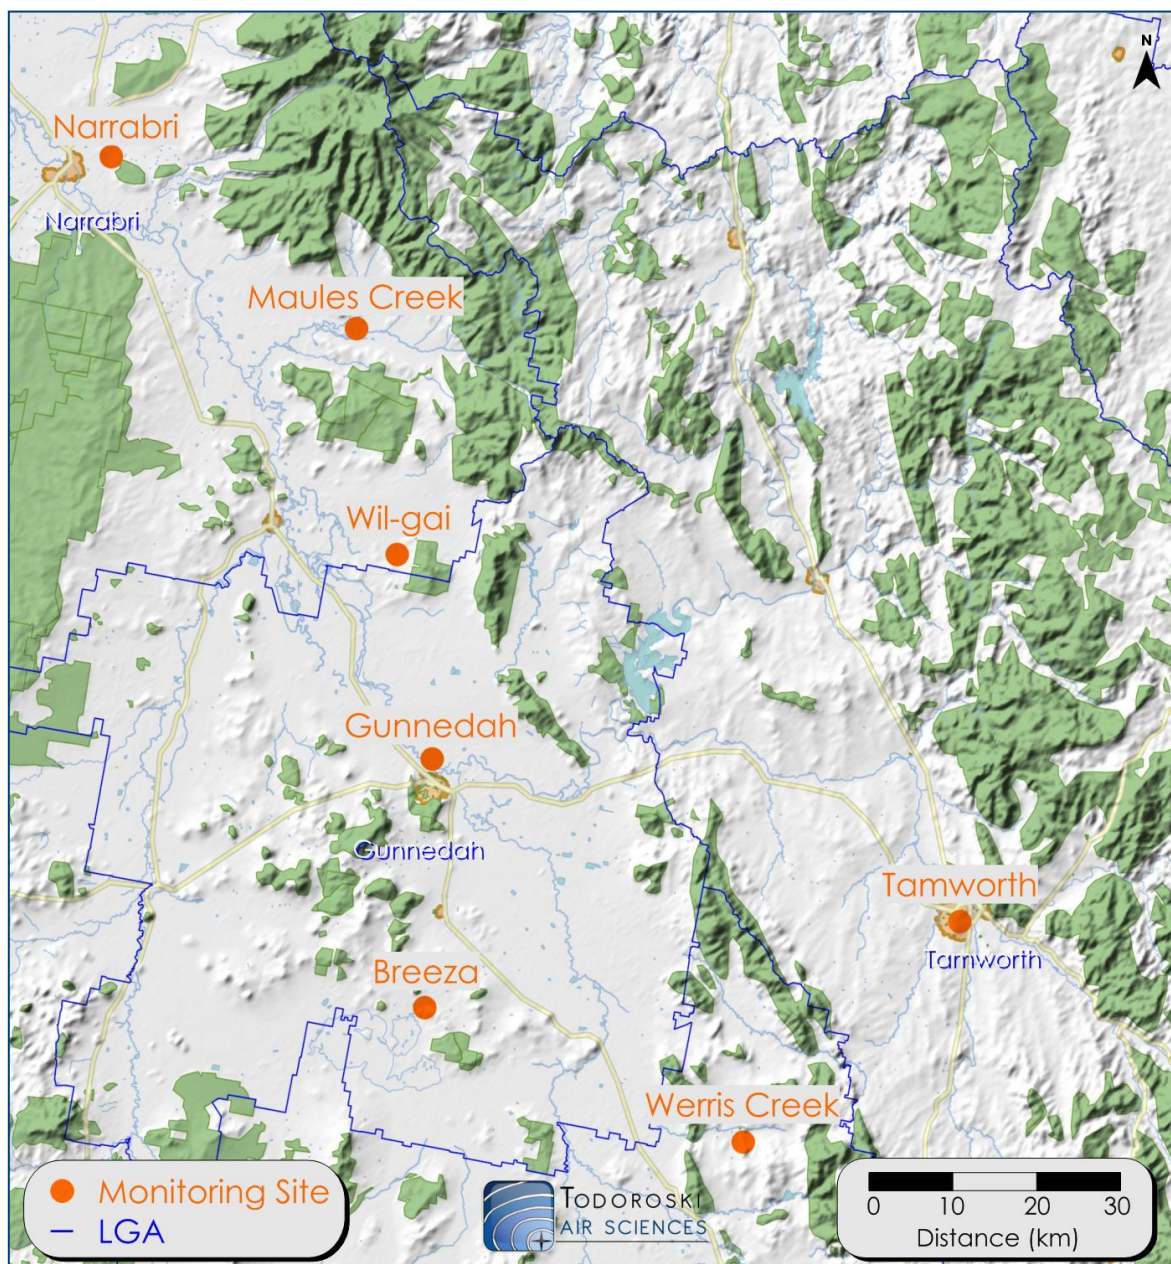 N
Narrabri
Narrabri
Maules Creek
Wil-gai
Gunnedah
Gunnedah
Tamworth
Tamworth
Breeza
Werris Creek
Monitoring Site
LGA
TODOROSKI
AIR SCIENCES
0 10 20 30
Distance (km)